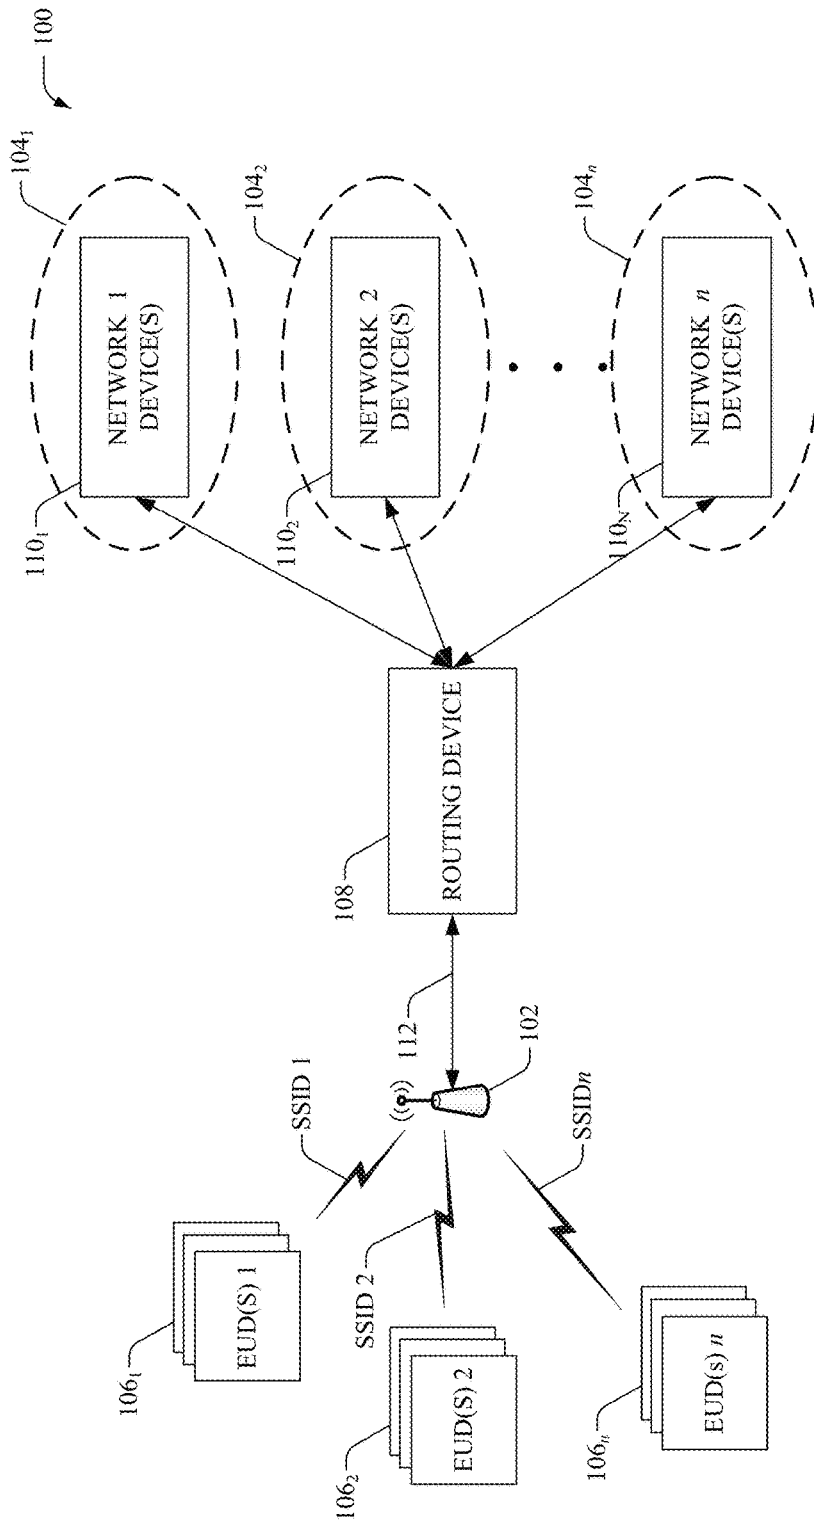 100
104₁
110₁
NETWORK 1
DEVICE(S)
106₁
EUD(S) 1
104₂
110₂
SSID 1
108
106₂
SSID 2
NETWORK 2
DEVICE(S)
112
ROUTING DEVICE
EUD(S) 2
102
SSIDn
104ₙ
106ₙ
110_N
NETWORK n
DEVICE(S)
EUD(s) n